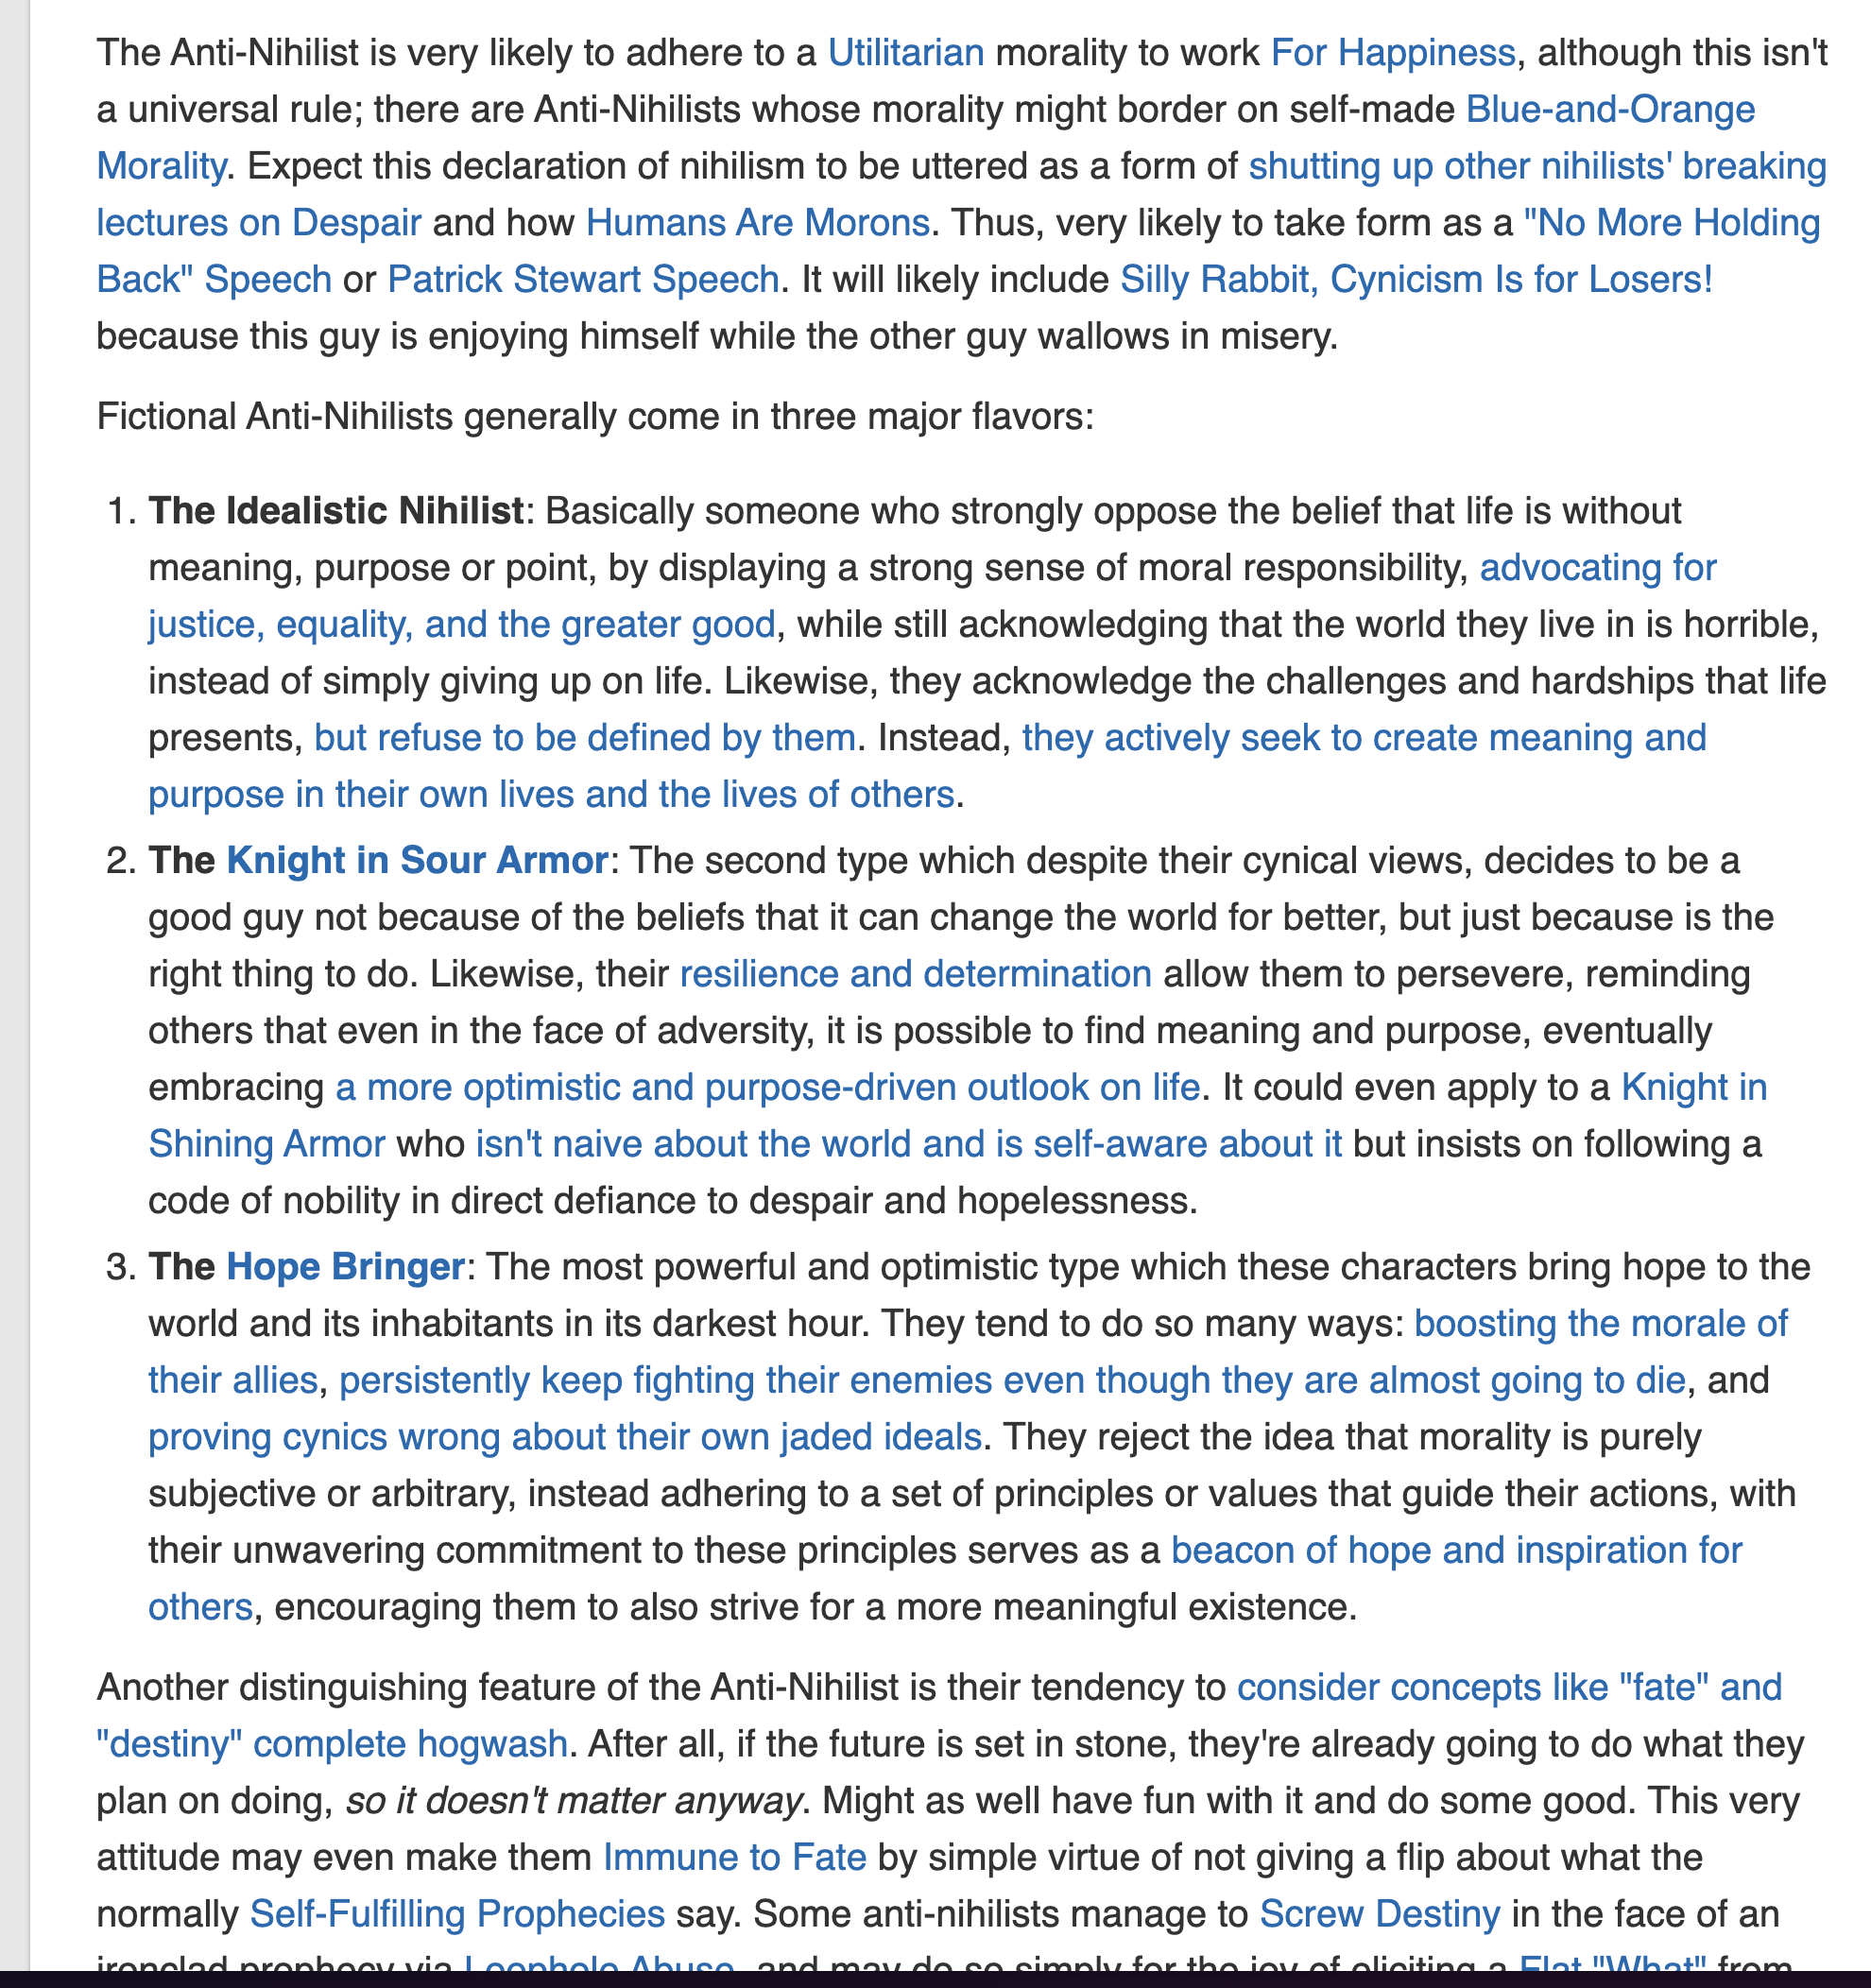 The Anti-Nihilist is very likely to adhere to a Utilitarian morality to work For Happiness, although this isn't
a universal rule; there are Anti-Nihilists whose morality might border on self-made Blue-and-Orange
Morality. Expect this declaration of nihilism to be uttered as a form of shutting up other nihilists' breaking
lectures on Despair and how Humans Are Morons. Thus, very likely to take form as a "No More Holding
Back" Speech or Patrick Stewart Speech. It will likely include Silly Rabbit, Cynicism Is for Losers!
because this guy is enjoying himself while the other guy wallows in misery.
Fictional Anti-Nihilists generally come in three major flavors:
1. The Idealistic Nihilist: Basically someone who strongly oppose the belief that life is without
meaning, purpose or point, by displaying a strong sense of moral responsibility, advocating for
justice, equality, and the greater good, while still acknowledging that the world they live in is horrible,
instead of simply giving up on life. Likewise, they acknowledge the challenges and hardships that life
presents, but refuse to be defined by them. Instead, they actively seek to create meaning and
purpose in their own lives and the lives of others.
2. The Knight in Sour Armor: The second type which despite their cynical views, decides to be a
good guy not because of the beliefs that it can change the world for better, but just because is the
right thing to do. Likewise, their resilience and determination allow them to persevere, reminding
others that even in the face of adversity, it is possible to find meaning and purpose, eventually
embracing a more optimistic and purpose-driven outlook on life. It could even apply to a Knight in
Shining Armor who isn't naive about the world and is self-aware about it but insists on following a
code of nobility in direct defiance to despair and hopelessness.
3. The Hope Bringer: The most powerful and optimistic type which these characters bring hope to the
world and its inhabitants in its darkest hour. They tend to do so many ways: boosting the morale of
their allies, persistently keep fighting their enemies even though they are almost going to die, and
proving cynics wrong about their own jaded ideals. They reject the idea that morality is purely
subjective or arbitrary, instead adhering to a set of principles or values that guide their actions, with
their unwavering commitment to these principles serves as a beacon of hope and inspiration for
others, encouraging them to also strive for a more meaningful existence.
Another distinguishing feature of the Anti-Nihilist is their tendency to consider concepts like "fate" and
"destiny" complete hogwash. After all, if the future is set in stone, they're already going to do what they
plan on doing, so it doesn't matter anyway. Might as well have fun with it and do some good. This very
attitude may even make them Immune to Fate by simple virtue of not giving a flip about what the
normally Self-Fulfilling Prophecies say. Some anti-nihilists manage to Screw Destiny in the face of an
ironclad prophecy via Loophole Abuse, and may do so simply for the joy of eliciting a Flat "What" from